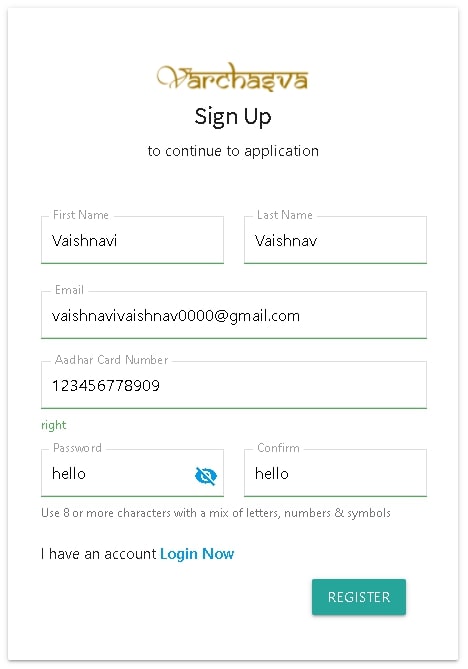 Varchasva
Sign Up
to continue to application
First Name
Last Name
Vaishnavi
Vaishnav
Email
vaishnavivaishnav0000@gmail.com
Aadhar Card Number
123456778909
right
Password
Confirm
hello
hello
Use 8 or more characters with a mix of letters, numbers & symbols
I have an account Login Now
REGISTER